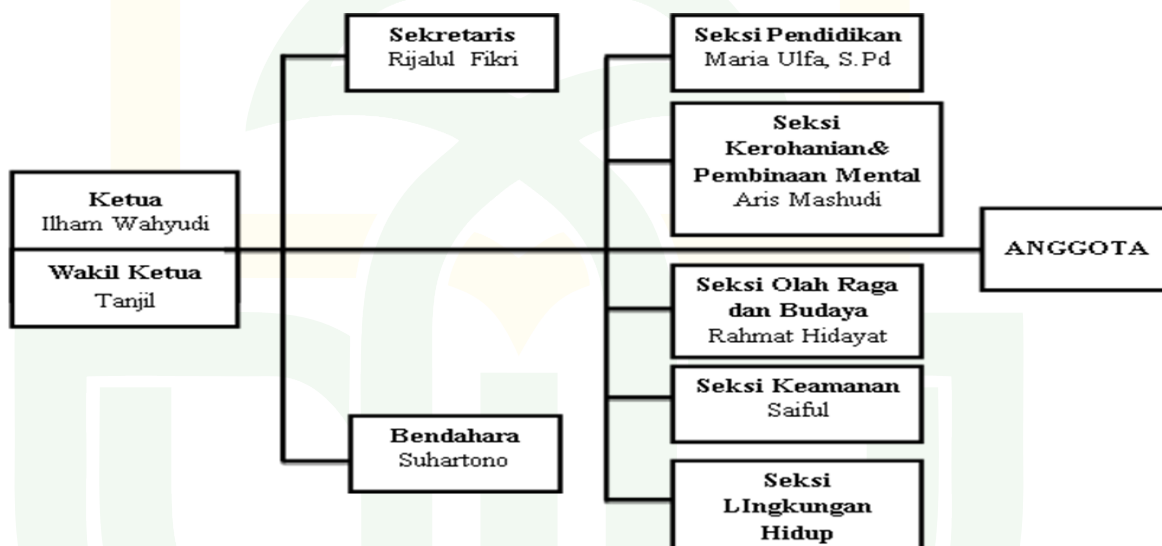 Ketua
Ilham Wahyudi
Wakil Ketua
Tanjil
Sekretaris
Rijalul Fikri
Bendahara
Suhartono
Seksi Pendidikan
Maria Ulfa, S.Pd
Seksi
Kerohanian&
Pembinaan Mental
Aris Mashudi
Seksi Olah Raga
dan Budaya
Rahmat Hidayat
Seksi Keamanan
Saiful
Seksi
LIngkungan
Hidup
ANGGOTA